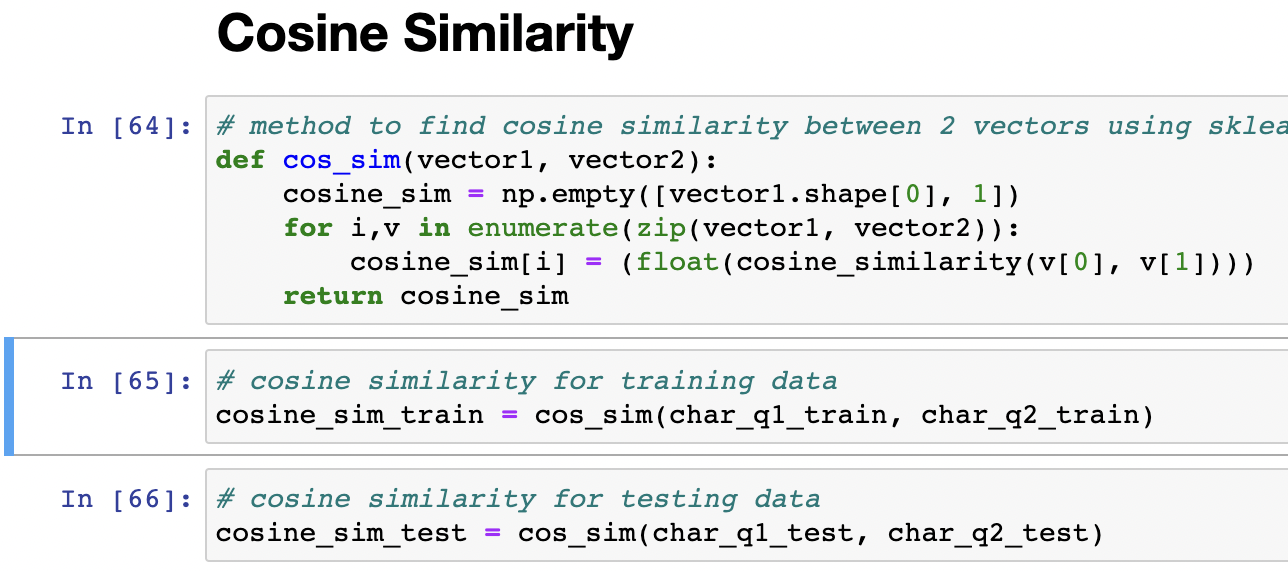 Cosine Similarity
In [64]:
# method to find cosine similarity between 2 vectors using
def cos_sim(vector1, vector2):
    cosine_sim = np.empty([vector1.shape[0], 1])
    for i,v in enumerate(zip(vector1, vector2)):
        cosine_sim[i] = (float(cosine_similarity(v[0], v[1])))
    return cosine_sim
In [65]:
# cosine similarity for training data
cosine_sim_train = cos_sim(char_q1_train, char_q2_train)
In [66]:
# cosine similarity for testing data
cosine_sim_test = cos_sim(char_q1_test, char_q2_test)